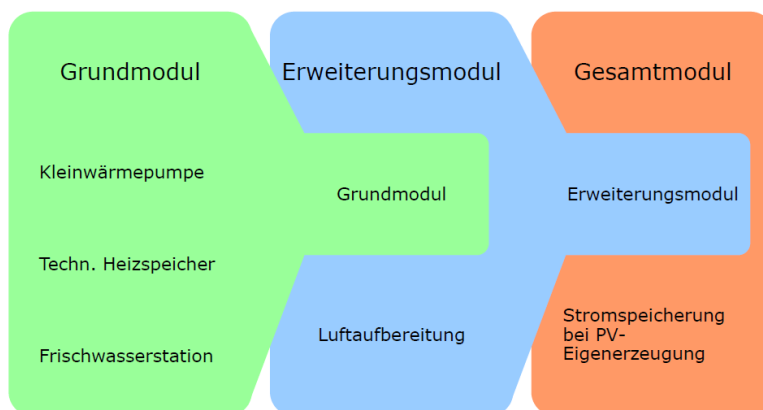 Grundmodul
Kleinwärmepumpe
Techn. Heizspeicher
Frischwasserstation
Erweiterungsmodul
Grundmodul
Luftaufbereitung
Gesamtmodul
Erweiterungsmodul
Stromspeicherung
bei PV-
Eigenerzeugung